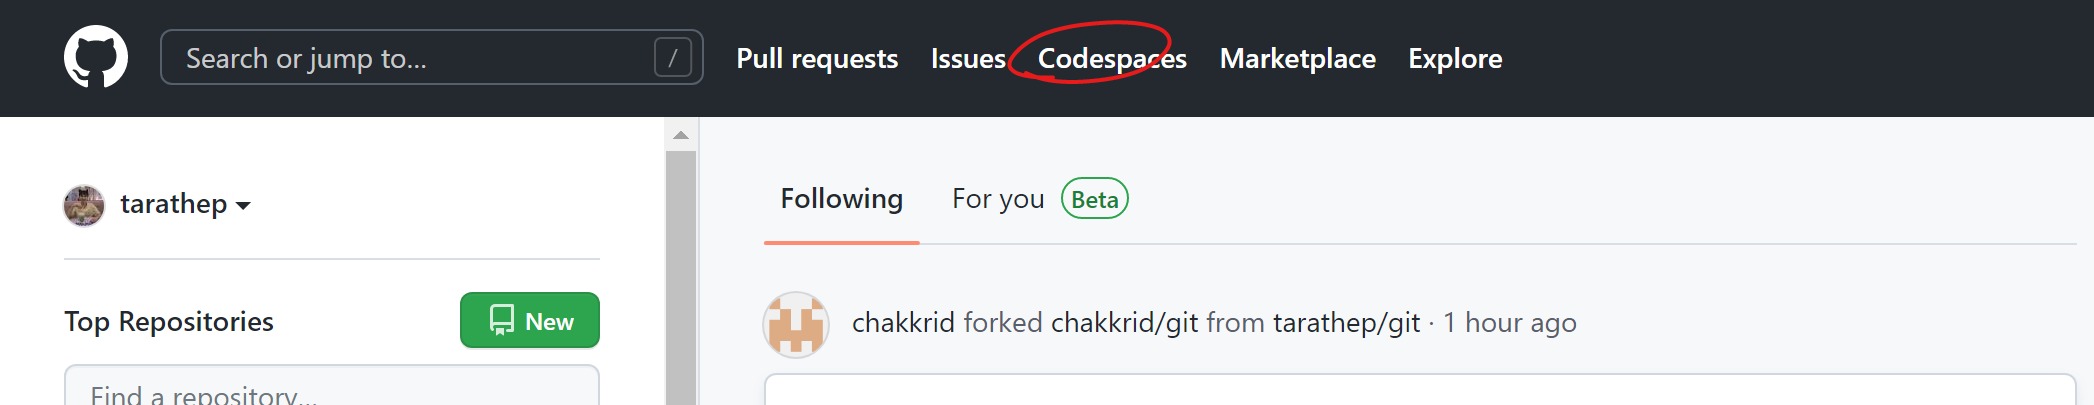 Search or jump to... /
Pull requests Issues Codespaces Marketplace Explore
tarathep
Top Repositories
New
Find a repository...
Following For you Beta
chakkrid forked chakkrid/git from tarathep/git · 1 hour ago